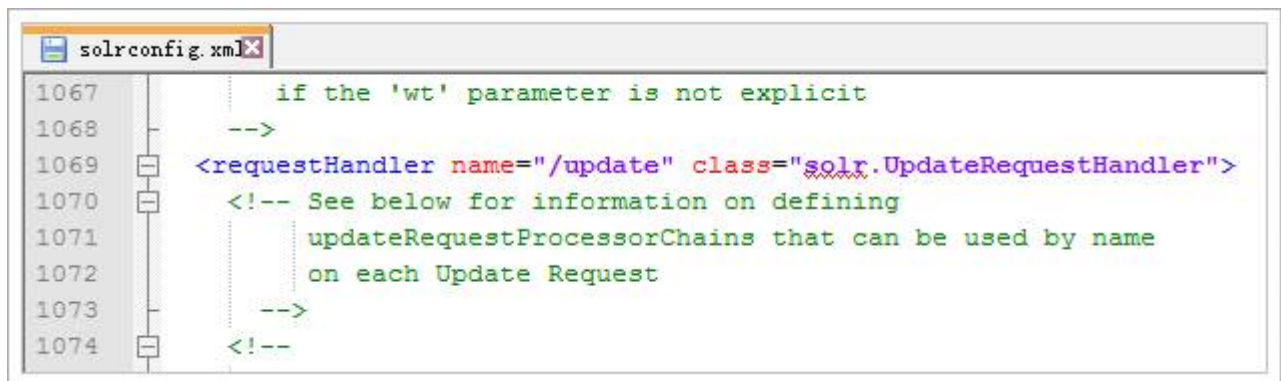 solrconfig.xml
1067 if the 'wt' parameter is not explicit
1068 -->
1069 <requestHandler name="/update" class="solr.UpdateRequestHandler">
1070 <!-- See below for information on defining
1071 updateRequestProcessorChains that can be used by name
1072 on each Update Request
1073 -->
1074 <!--